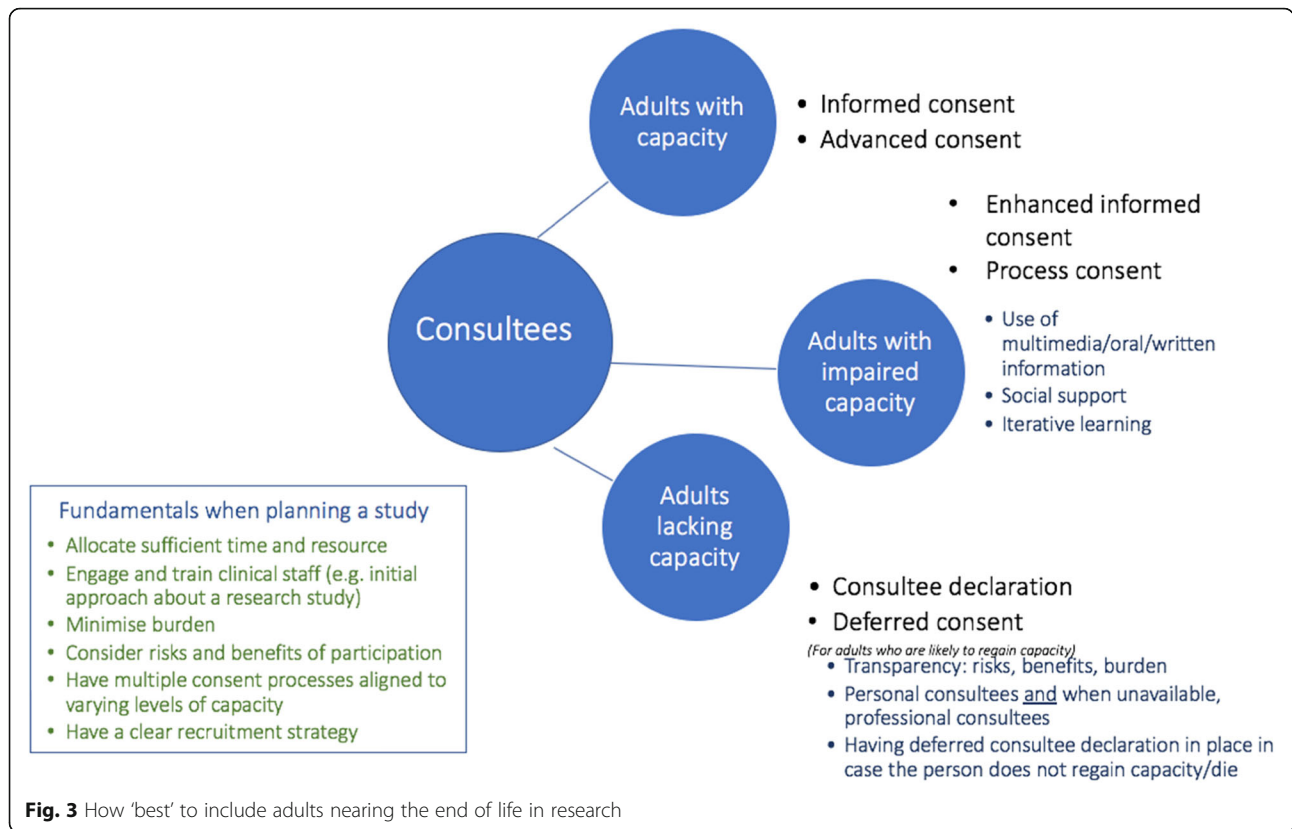 Adults with
capacity
• Informed consent
• Advanced consent
Consultees
Adults with
impaired
capacity
• Enhanced informed
consent
• Process consent
• Use of
multimedia/oral/written
information
• Social support
• Iterative learning
Adults
lacking
capacity
• Consultee declaration
• Deferred consent
(For adults who are likely to regain capacity)
• Transparency: risks, benefits, burden
• Personal consultees and when unavailable,
professional consultees
• Having deferred consultee declaration in place in
case the person does not regain capacity/die
Fundamentals when planning a study
• Allocate sufficient time and resource
• Engage and train clinical staff (e.g. initial
approach about a research study)
• Minimise burden
• Consider risks and benefits of participation
• Have multiple consent processes aligned to
varying levels of capacity
• Have a clear recruitment strategy
Fig. 3 How ‘best’ to include adults nearing the end of life in research